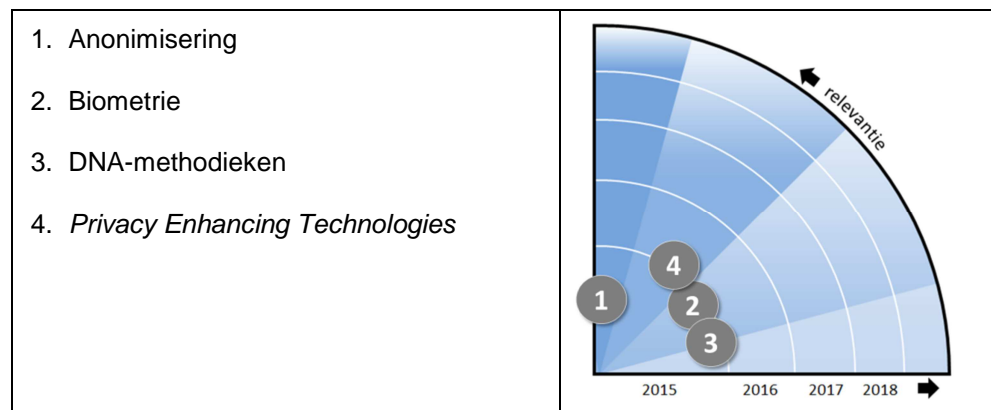 1. Anonimisering
2. Biometrie
3. DNA-methodieken
4. Privacy Enhancing Technologies
relevantie
4
1
2
3
2015 2016 2017 2018